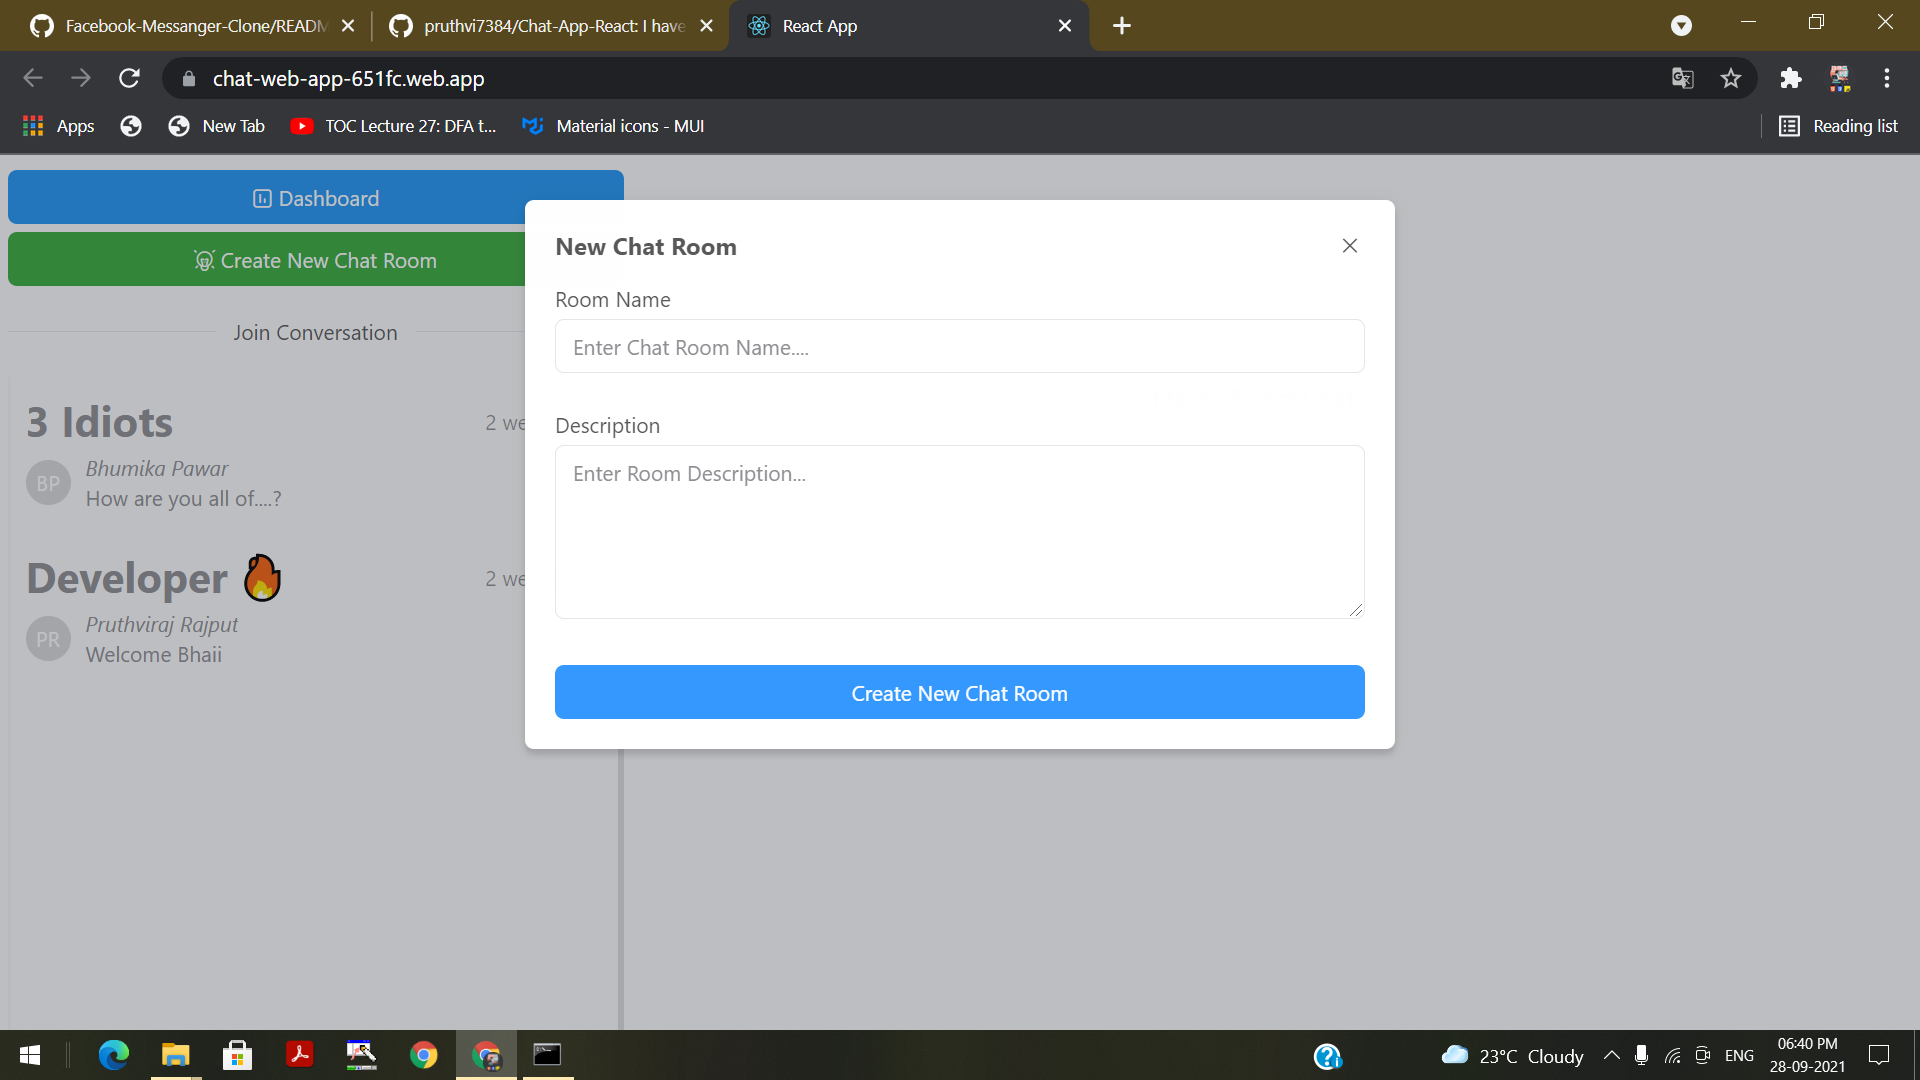 Facebook-Messanger-Clone/READM
pruthvi7384/Chat-App-React: I have
React App
chat-web-app-651fc.web.app
Apps
New Tab
TOC Lecture 27: DFA t...
Material icons - MUI
Reading list
Dashboard
Create New Chat Room
Join Conversation
3 Idiots
2 we
BP
Bhumika Pawar
How are you all of....?
Developer 🔥
2 we
PR
Pruthviraj Rajput
Welcome Bhaii
New Chat Room
Room Name
Enter Chat Room Name....
Description
Enter Room Description...
Create New Chat Room
23°C Cloudy
ENG
06:40 PM
28-09-2021